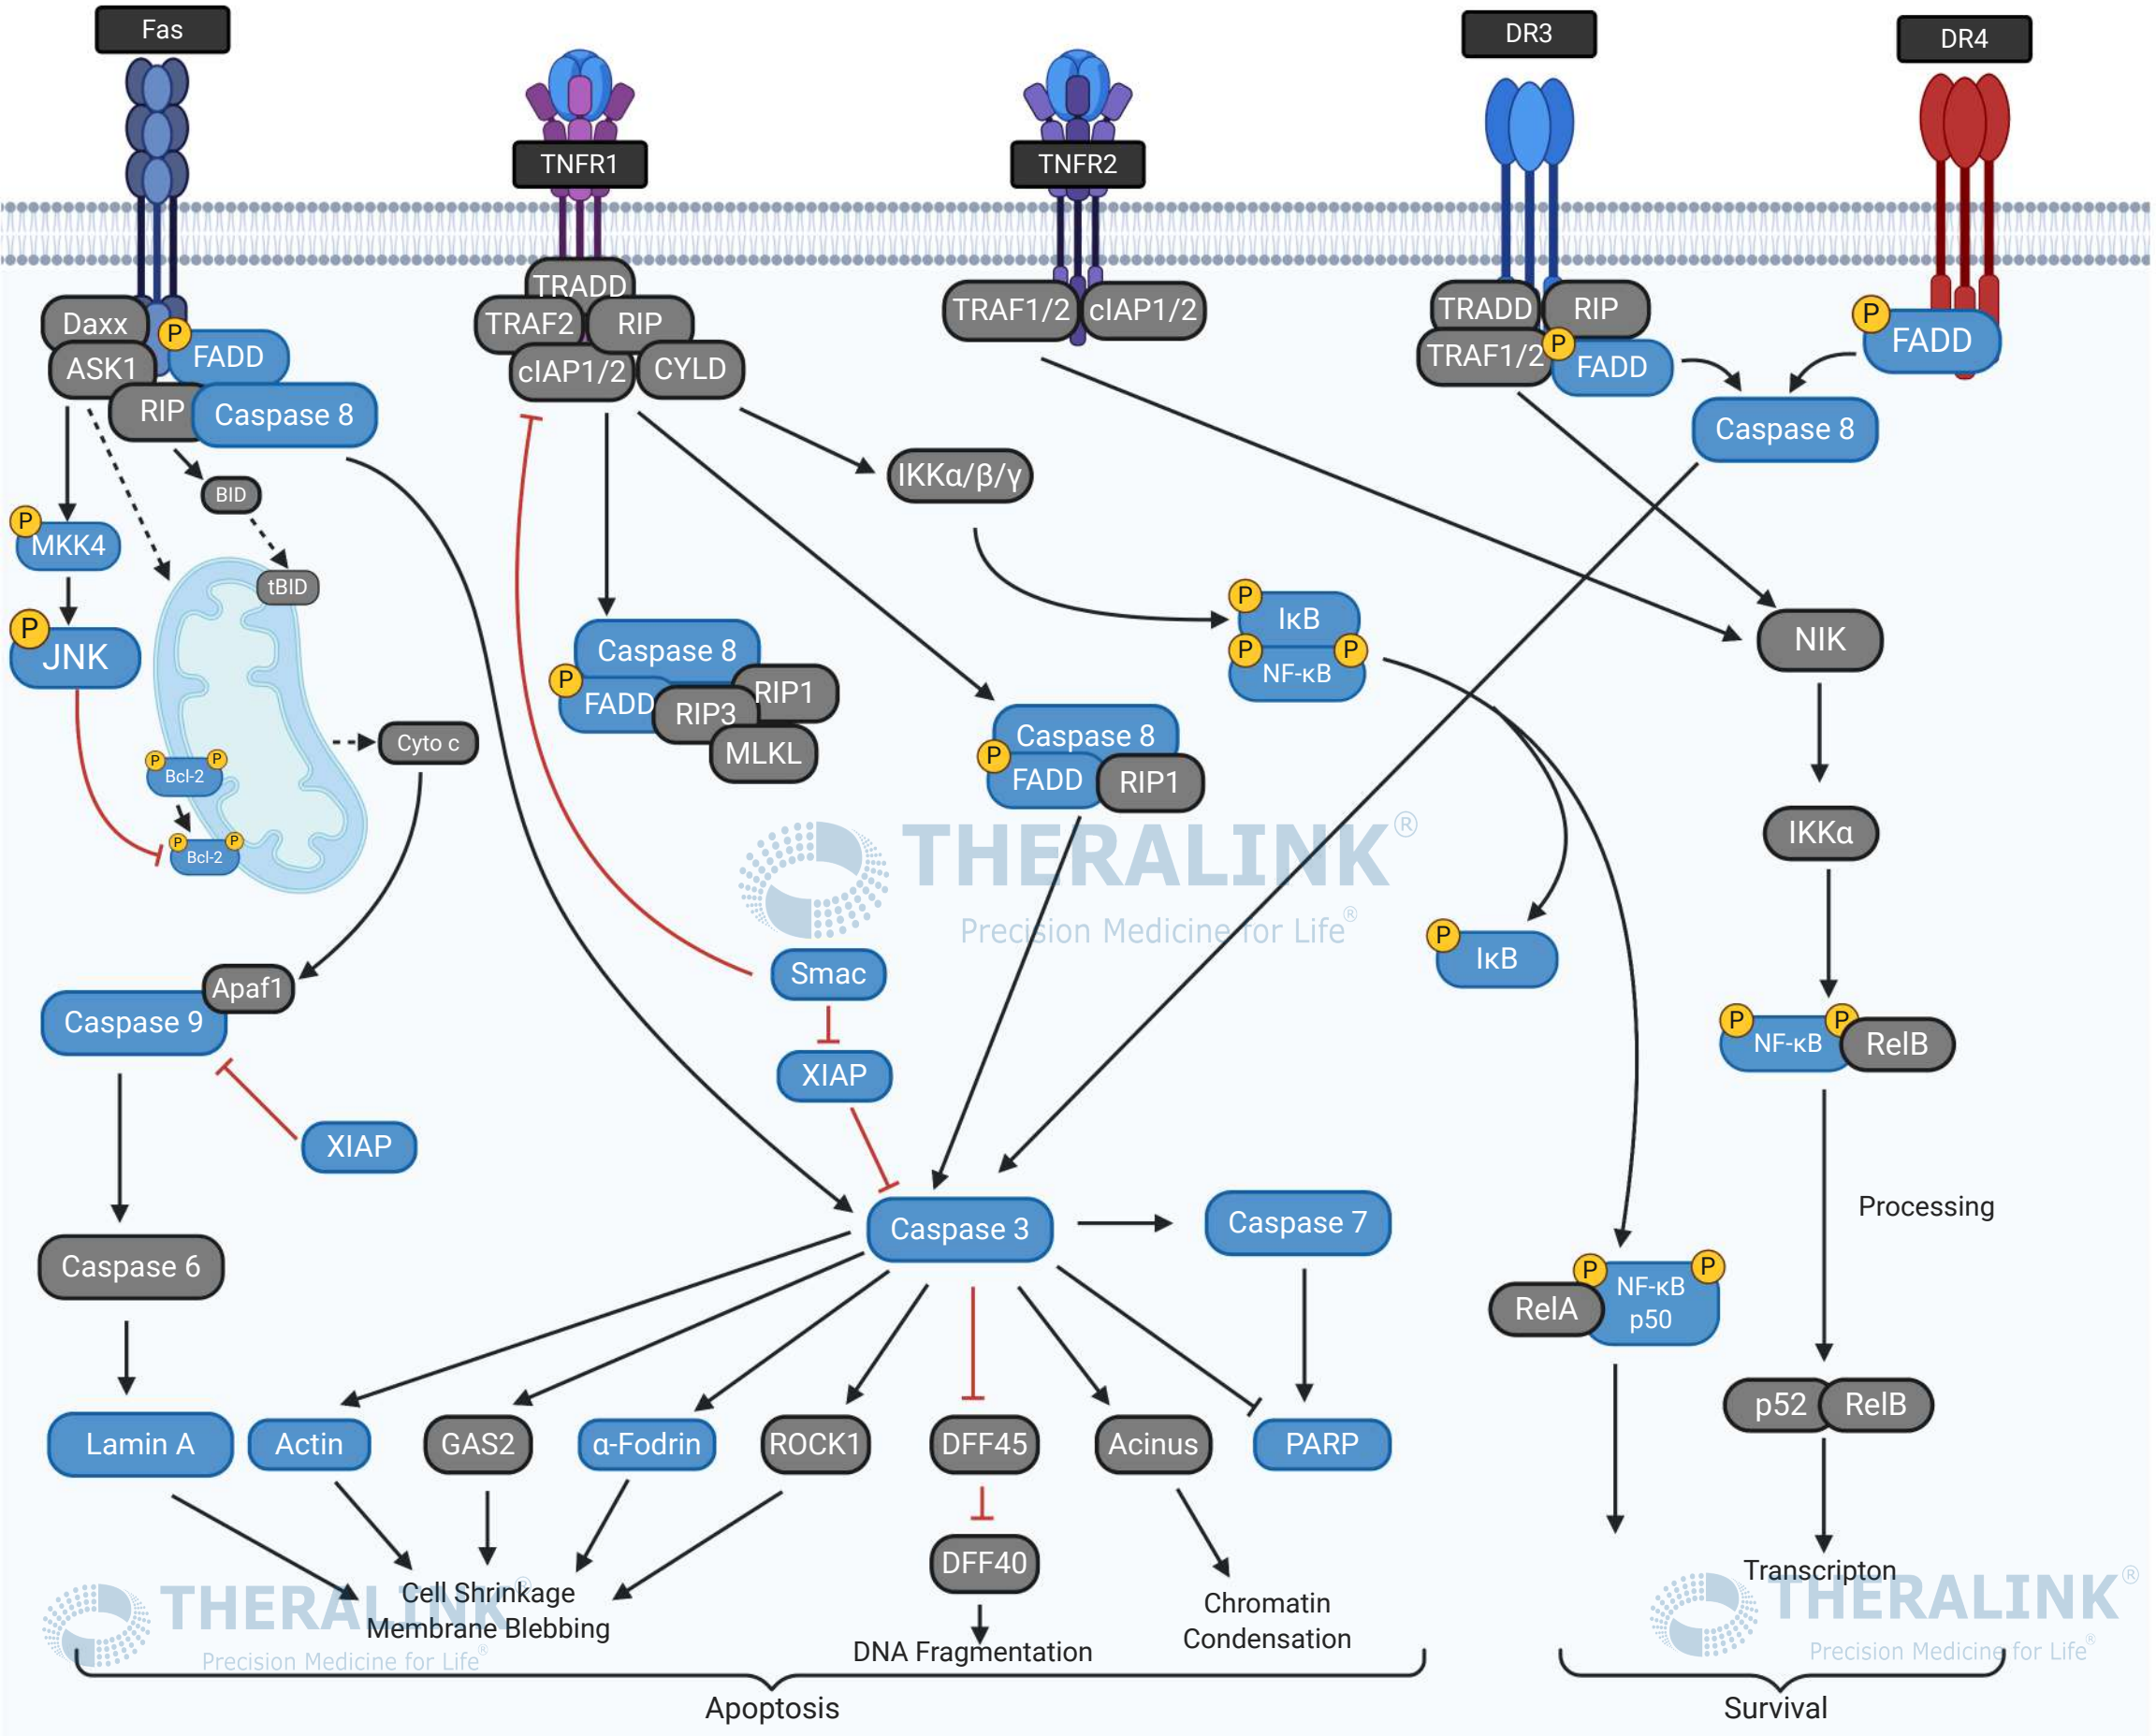 Fas
TNFR1
TNFR2
DR3
DR4
TRADD
TRAF2
RIP
cIAP1/2
CYLD
TRAF1/2
cIAP1/2
TRADD
RIP
TRAF1/2
P
FADD
P
FADD
Daxx
P
FADD
ASK1
RIP
Caspase 8
Caspase 8
BID
IKKα/β/γ
P
MKK4
tBID
P
JNK
P
IκB
P
P
NF-κB
NIK
Caspase 8
P
FADD
RIP3
RIP1
MLKL
Caspase 8
P
FADD
RIP1
Cyto c
P
P
Bcl-2
P
P
Bcl-2
THERALINK®
Precision Medicine for Life®
IKKα
P
IκB
Smac
Apaf1
Caspase 9
XIAP
XIAP
P
P
NF-κB
RelB
Processing
Caspase 3
Caspase 7
Caspase 6
P
P
RelA
NF-κB
p50
p52
RelB
Lamin A
Actin
GAS2
α-Fodrin
ROCK1
DFF45
Acinus
PARP
DFF40
Cell Shrinkage
Membrane Blebbing
DNA Fragmentation
Chromatin
Condensation
Transcripton
THERALINK®
Precision Medicine for Life®
THERALINK®
Precision Medicine for Life®
Apoptosis
Survival